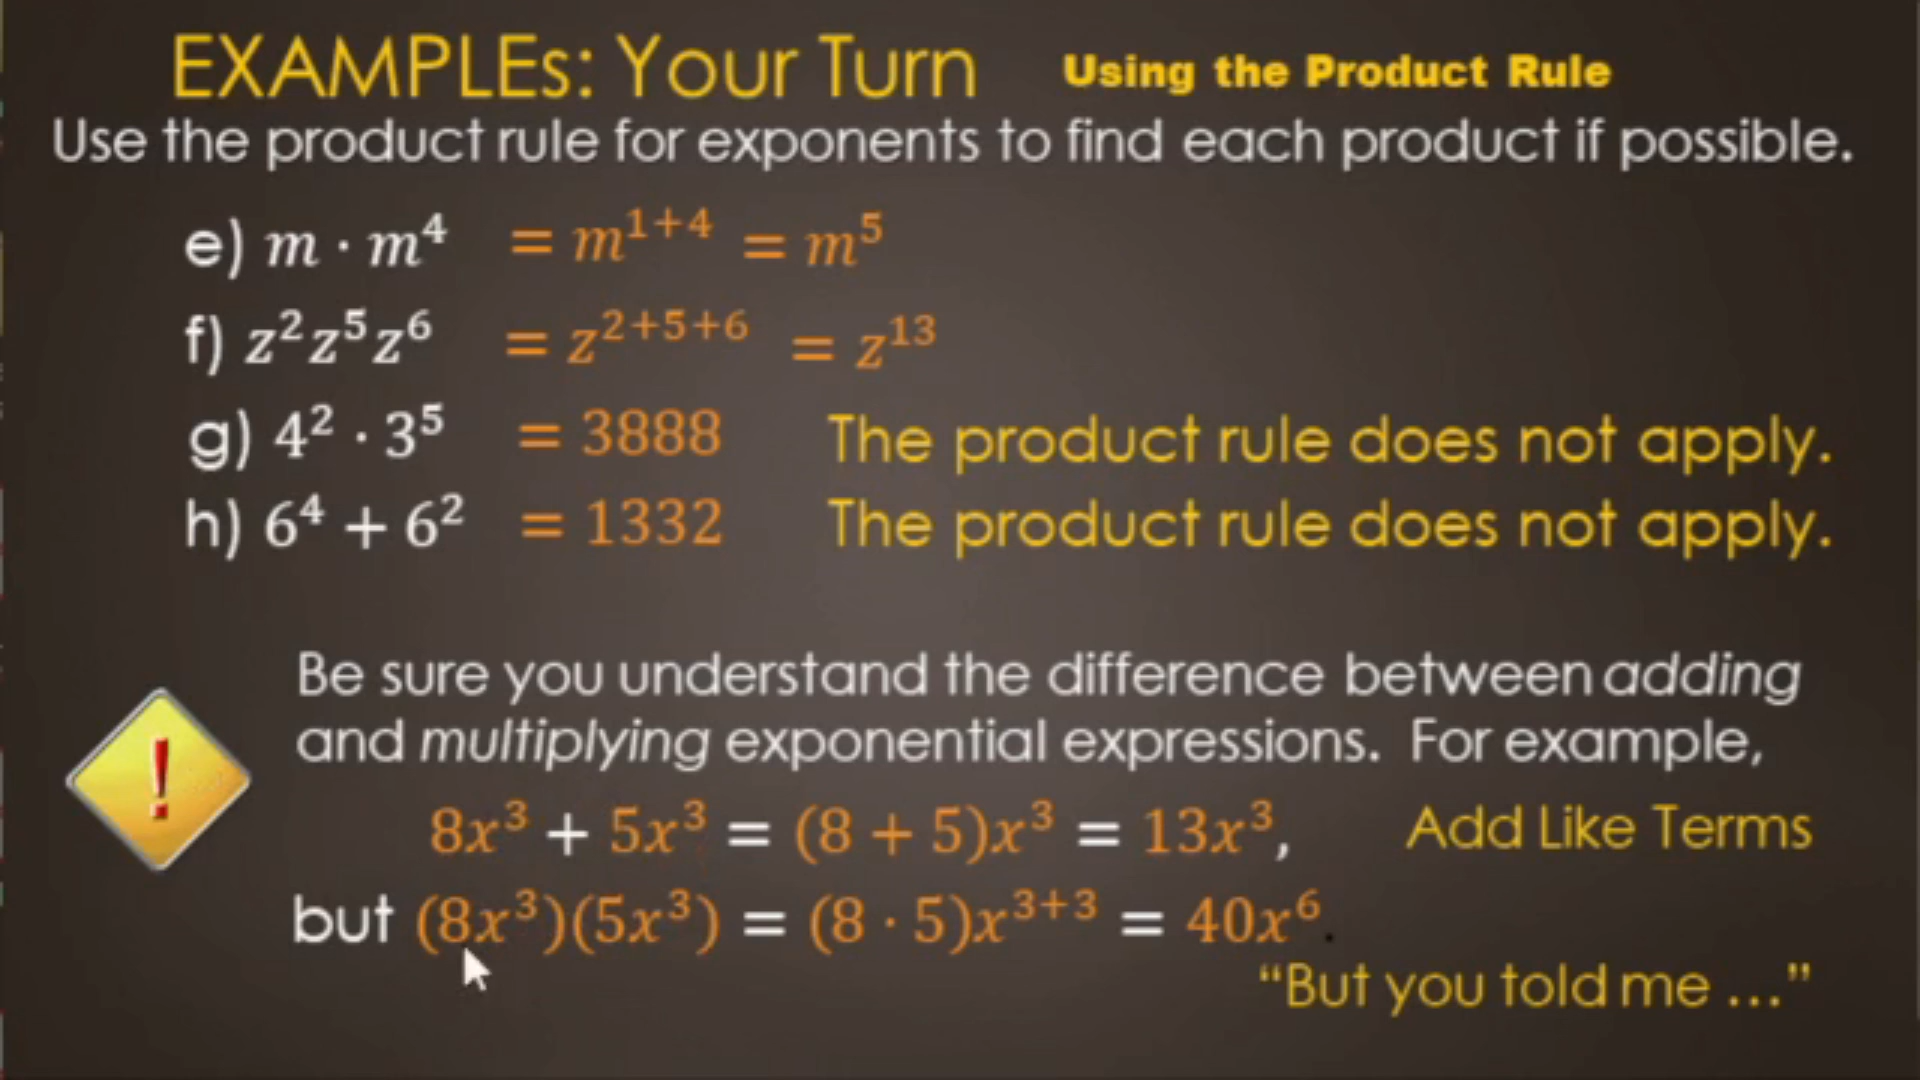 EXAMPLEs: Your Turn Using the Product Rule
Use the product rule for exponents to find each product if possible.
e) m · m⁴ = m¹⁺⁴ = m⁵
f) z²z⁵z⁶ = z²⁺⁵⁺⁶ = z¹³
g) 4² · 3⁵ = 3888 The product rule does not apply.
h) 6⁴ + 6² = 1332 The product rule does not apply.
Be sure you understand the difference between adding
and multiplying exponential expressions. For example,
8x³ + 5x³ = (8 + 5)x³ = 13x³, Add Like Terms
but (8x³)(5x³) = (8 · 5)x³⁺³ = 40x⁶.
“But you told me ...”